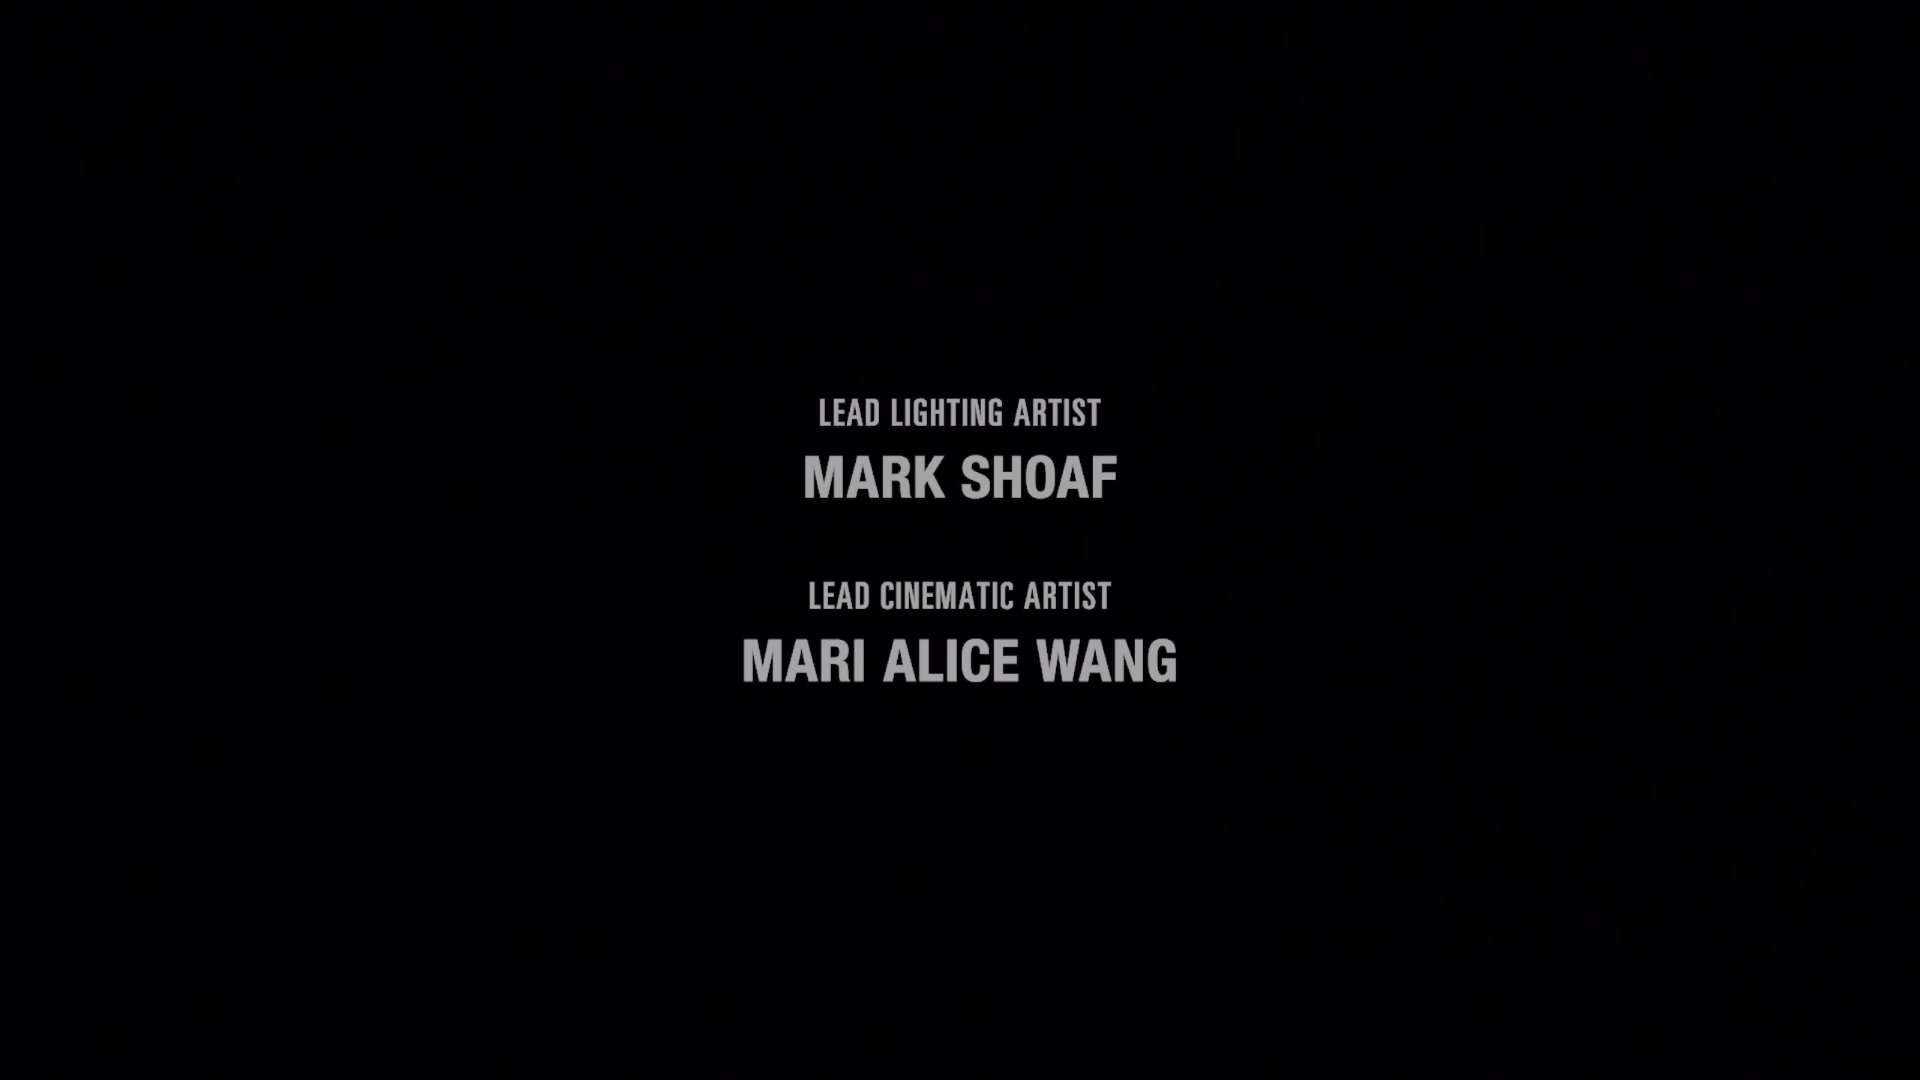 LEAD LIGHTING ARTIST
MARK SHOAF
LEAD CINEMATIC ARTIST
MARI ALICE WANG